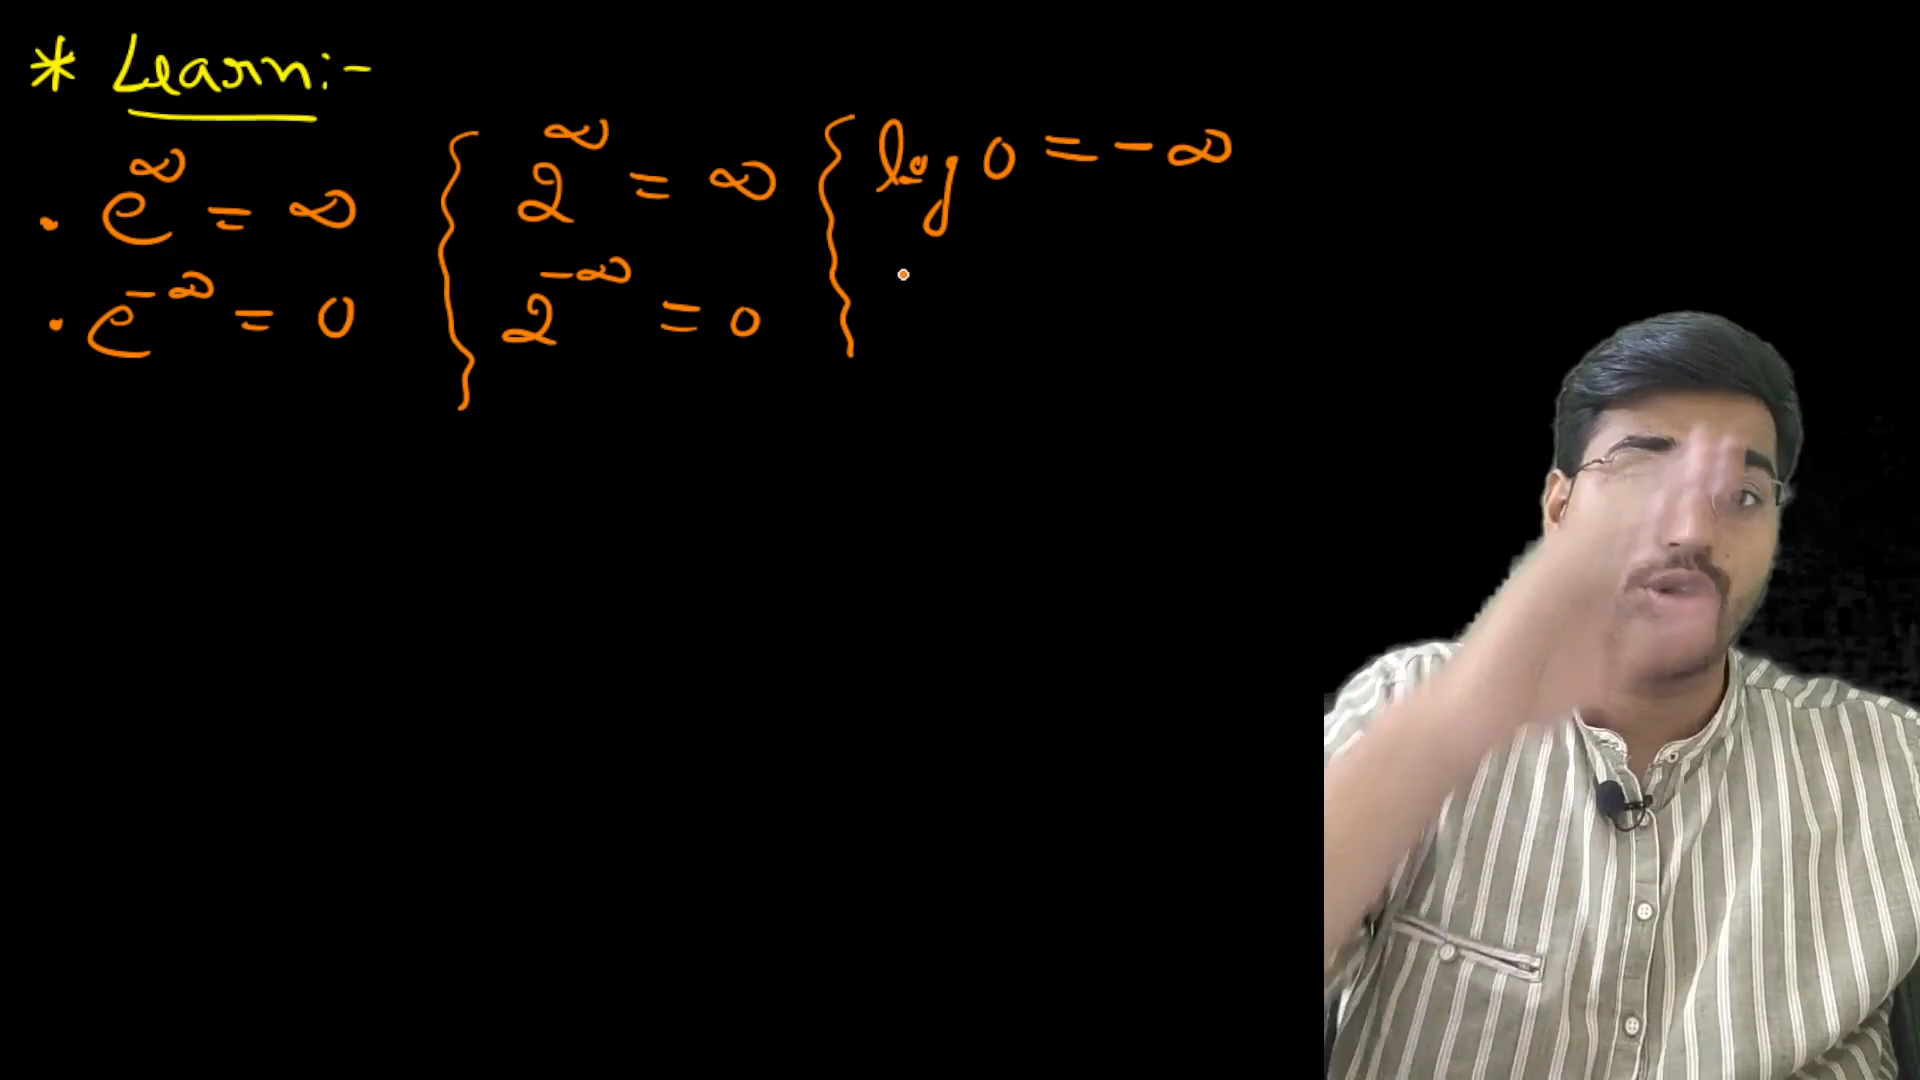 * Learn:-
• e^∞ = ∞ { 2^∞ = ∞ { log 0 = -∞
• e^-∞ = 0 { 2^-∞ = 0